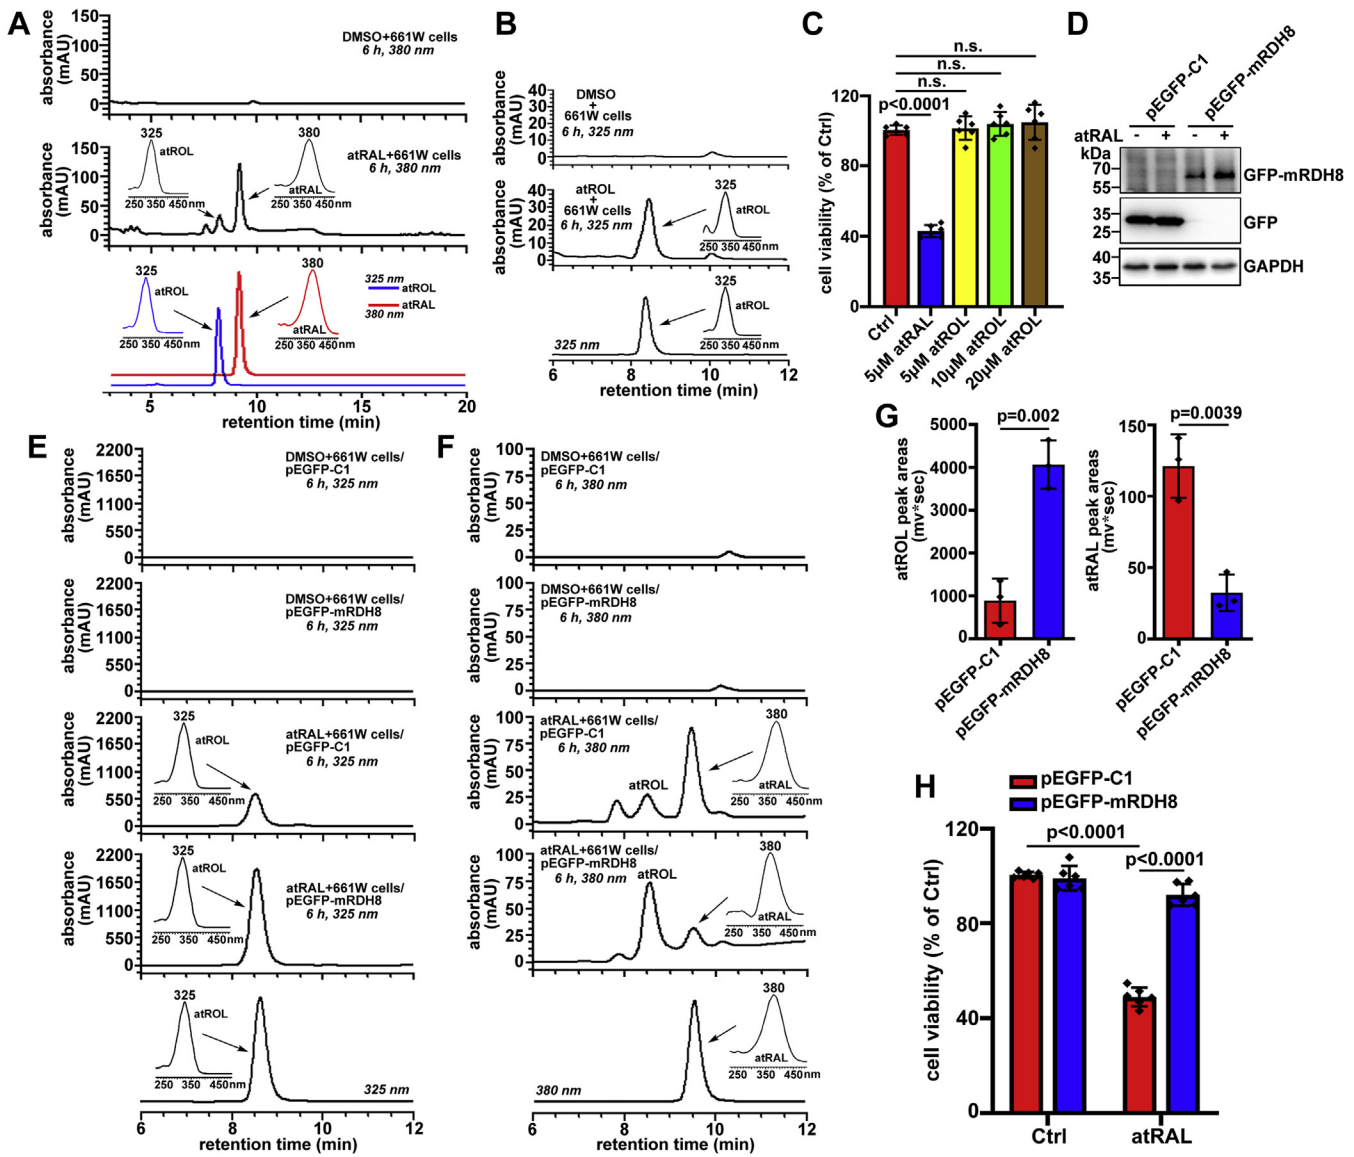 A
absorbance
(mAU)
150
100
50
0
DMSO+661W cells
6 h, 380 nm
absorbance
(mAU)
150
100
50
0
325
atROL
250 350 450nm
380
atRAL
250 350 450nm
atRAL+661W cells
6 h, 380 nm
325
atROL
250 350 450nm
380
atRAL
250 350 450nm
325 nm
atROL
atRAL
380 nm
5
10
15
20
retention time (min)
B
absorbance
(mAU)
40
30
20
10
0
DMSO
+
661W cells
6 h, 325 nm
absorbance
(mAU)
40
30
20
10
0
atROL
+
661W cells
6 h, 325 nm
325
atROL
250 350 450nm
325
atROL
250 350 450nm
325 nm
6
8
10
12
retention time (min)
C
cell viability (% of Ctrl)
120
80
40
0
n.s.
n.s.
n.s.
p<0.0001
Ctrl
5μM atRAL
5μM atROL
10μM atROL
20μM atROL
D
pEGFP-C1
pEGFP-mRDH8
atRAL
- + - +
kDa
70
55
GFP-mRDH8
35
25
GFP
40
35
GAPDH
E
absorbance
(mAU)
2200
1650
1100
550
0
DMSO+661W cells/
pEGFP-C1
6 h, 325 nm
absorbance
(mAU)
2200
1650
1100
550
0
DMSO+661W cells/
pEGFP-mRDH8
6 h, 325 nm
absorbance
(mAU)
2200
1650
1100
550
0
325
atROL
250 350 450nm
atRAL+661W cells/
pEGFP-C1
6 h, 325 nm
absorbance
(mAU)
2200
1650
1100
550
0
325
atROL
250 350 450nm
atRAL+661W cells/
pEGFP-mRDH8
6 h, 325 nm
325
atROL
250 350 450nm
325 nm
6
8
10
12
retention time (min)
F
absorbance
(mAU)
100
75
50
25
0
DMSO+661W cells/
pEGFP-C1
6 h, 380 nm
absorbance
(mAU)
100
75
50
25
0
DMSO+661W cells/
pEGFP-mRDH8
6 h, 380 nm
absorbance
(mAU)
100
75
50
25
0
atRAL+661W cells/
pEGFP-C1
6 h, 380 nm
atROL
380
atRAL
250 350 450nm
absorbance
(mAU)
100
75
50
25
0
atRAL+661W cells/
pEGFP-mRDH8
6 h, 380 nm
atROL
380
atRAL
250 350 450nm
380
atRAL
250 350 450nm
380 nm
6
8
10
12
retention time (min)
G
atROL peak areas
(mv*sec)
5000
4000
3000
2000
1000
0
p=0.002
pEGFP-C1
pEGFP-mRDH8
atRAL peak areas
(mv*sec)
150
100
50
0
p=0.0039
pEGFP-C1
pEGFP-mRDH8
H
pEGFP-C1
pEGFP-mRDH8
cell viability (% of Ctrl)
120
80
40
0
p<0.0001
p<0.0001
Ctrl
atRAL